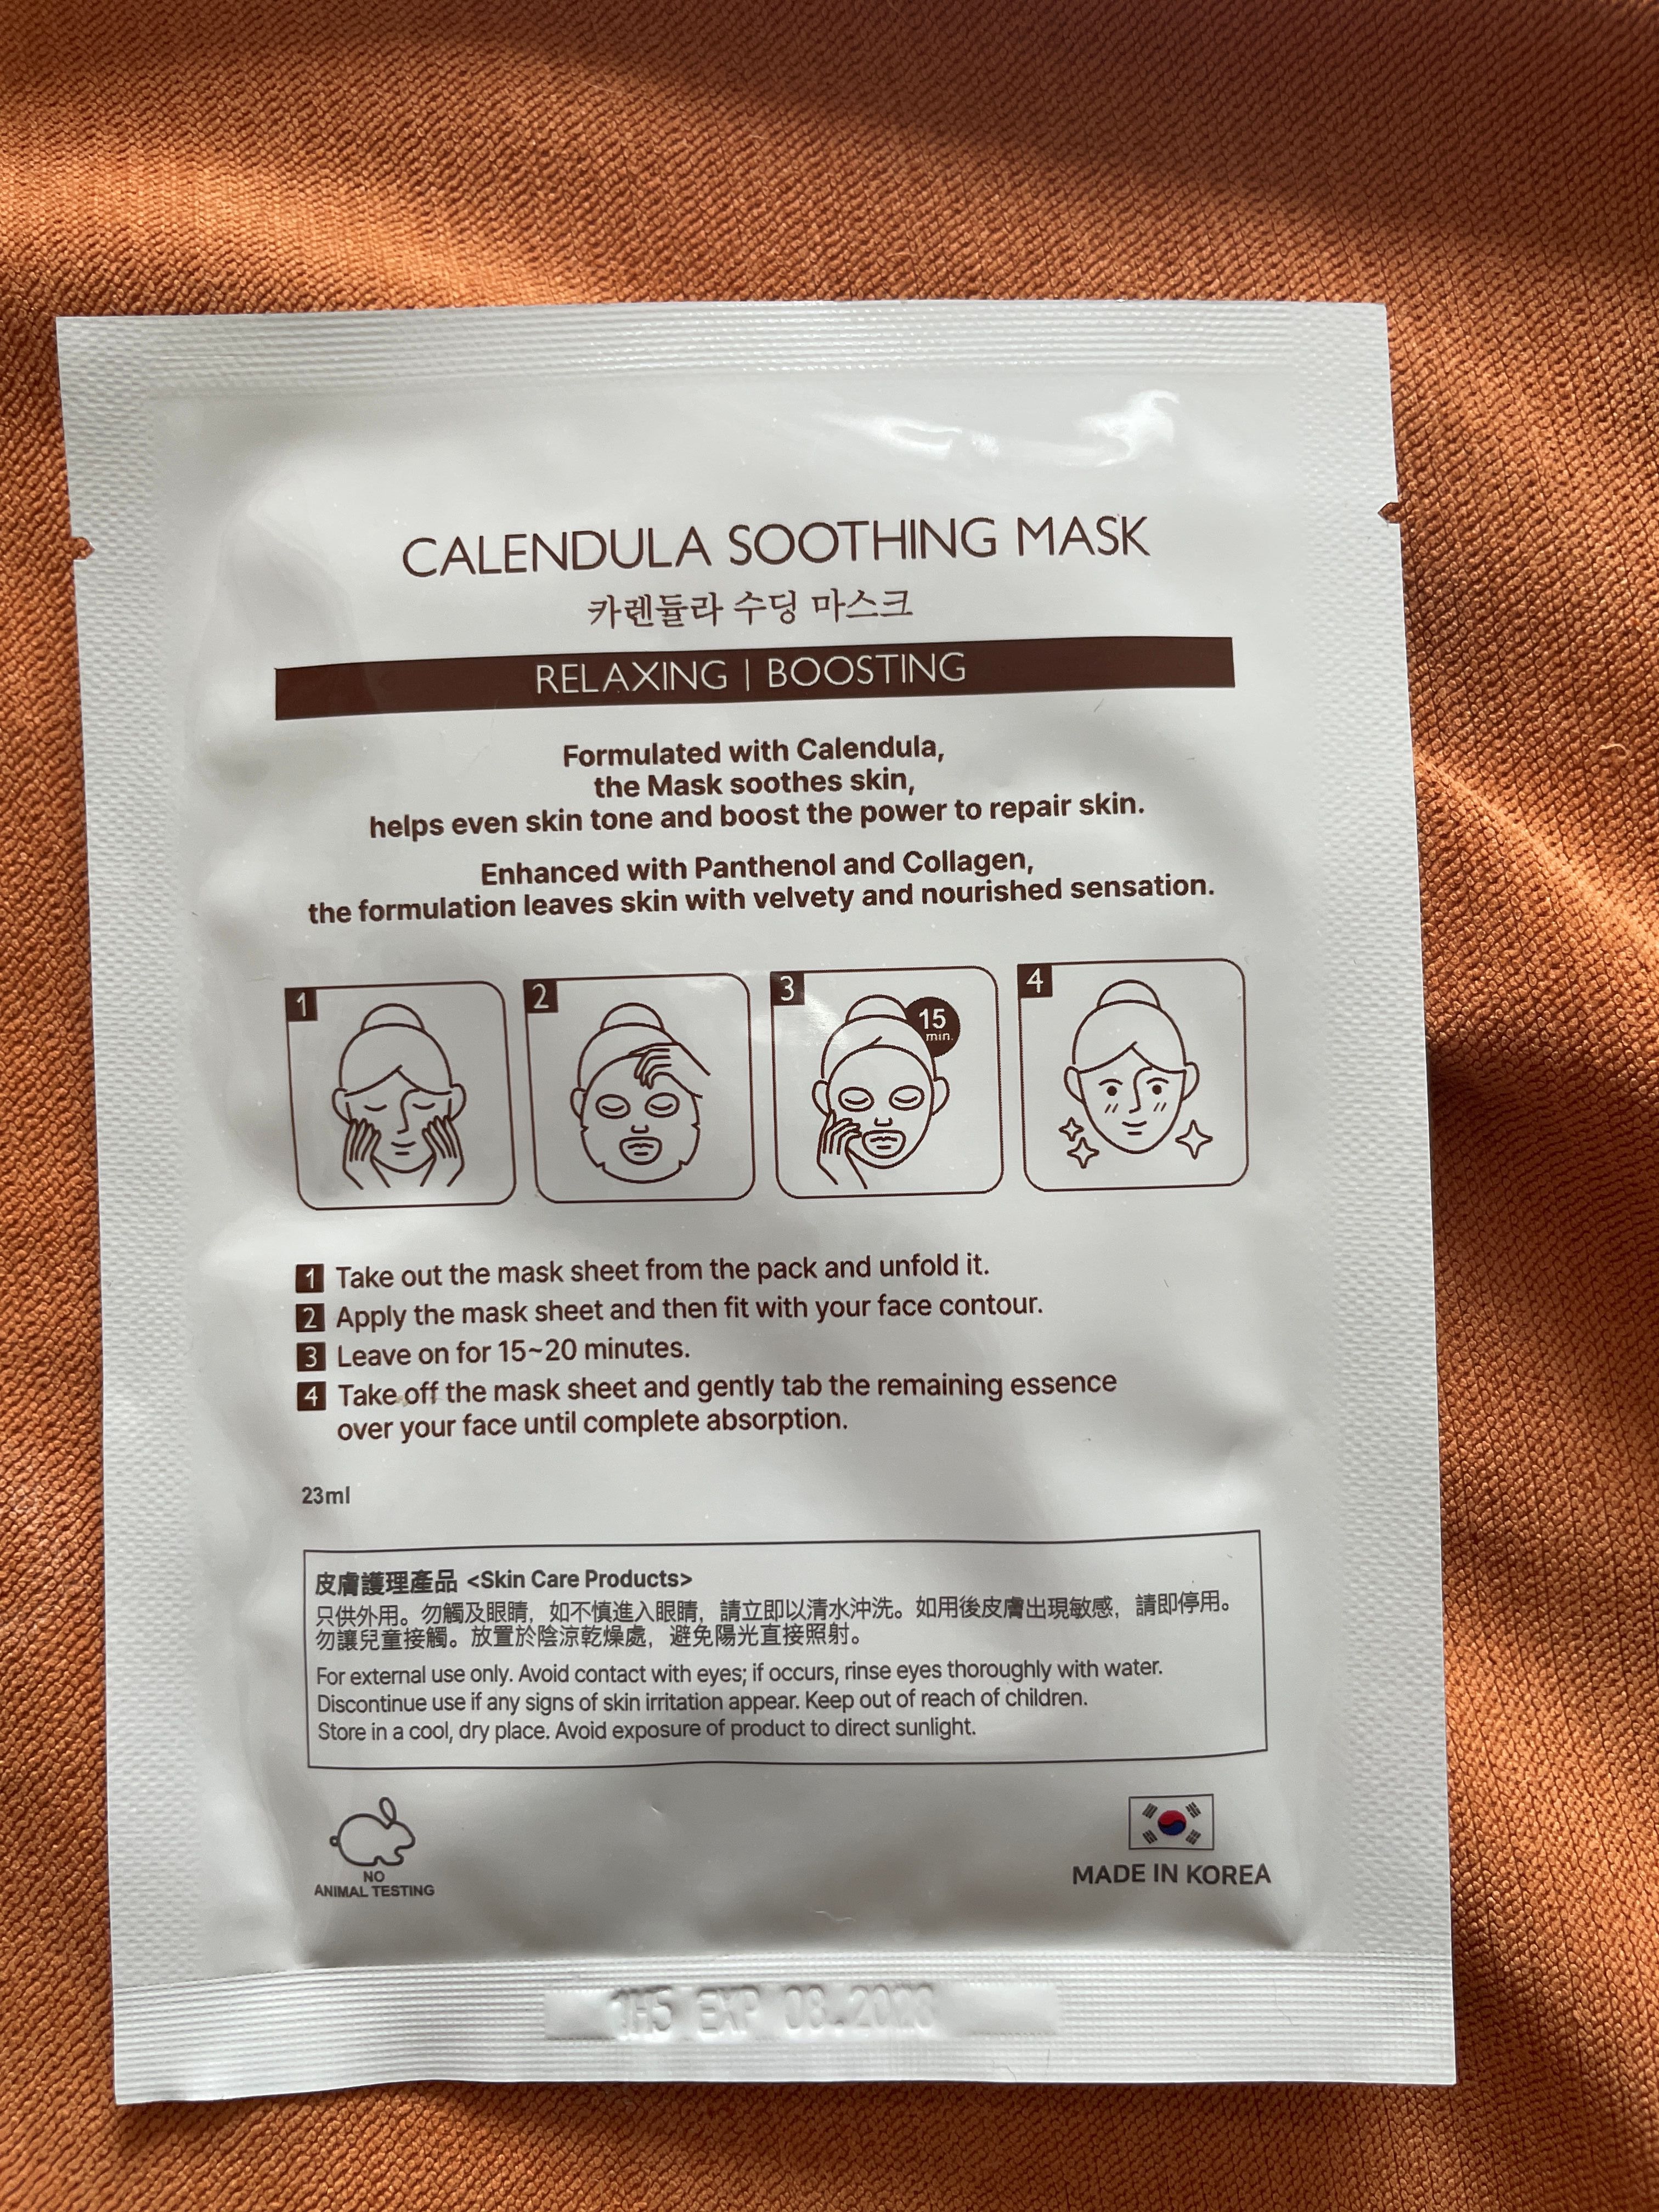 CALENDULA SOOTHING MASK
카렌듈라 수딩 마스크
RELAXING | BOOSTING
Formulated with Calendula,
the Mask soothes skin,
helps even skin tone and boost the power to repair skin.
Enhanced with Panthenol and Collagen,
the formulation leaves skin with velvety and nourished sensation.
1
2
3
15
min.
4
1 Take out the mask sheet from the pack and unfold it.
2 Apply the mask sheet and then fit with your face contour.
3 Leave on for 15~20 minutes.
4 Take off the mask sheet and gently tab the remaining essence
over your face until complete absorption.
23ml
皮膚護理產品 <Skin Care Products>
只供外用。勿觸及眼睛，如不慎進入眼睛，請立即以清水沖洗。如用後皮膚出現敏感，請即停用。
勿讓兒童接觸。放置於陰涼乾燥處，避免陽光直接照射。
For external use only. Avoid contact with eyes; if occurs, rinse eyes thoroughly with water.
Discontinue use if any signs of skin irritation appear. Keep out of reach of children.
Store in a cool, dry place. Avoid exposure of product to direct sunlight.
NO
ANIMAL TESTING
MADE IN KOREA
EXP